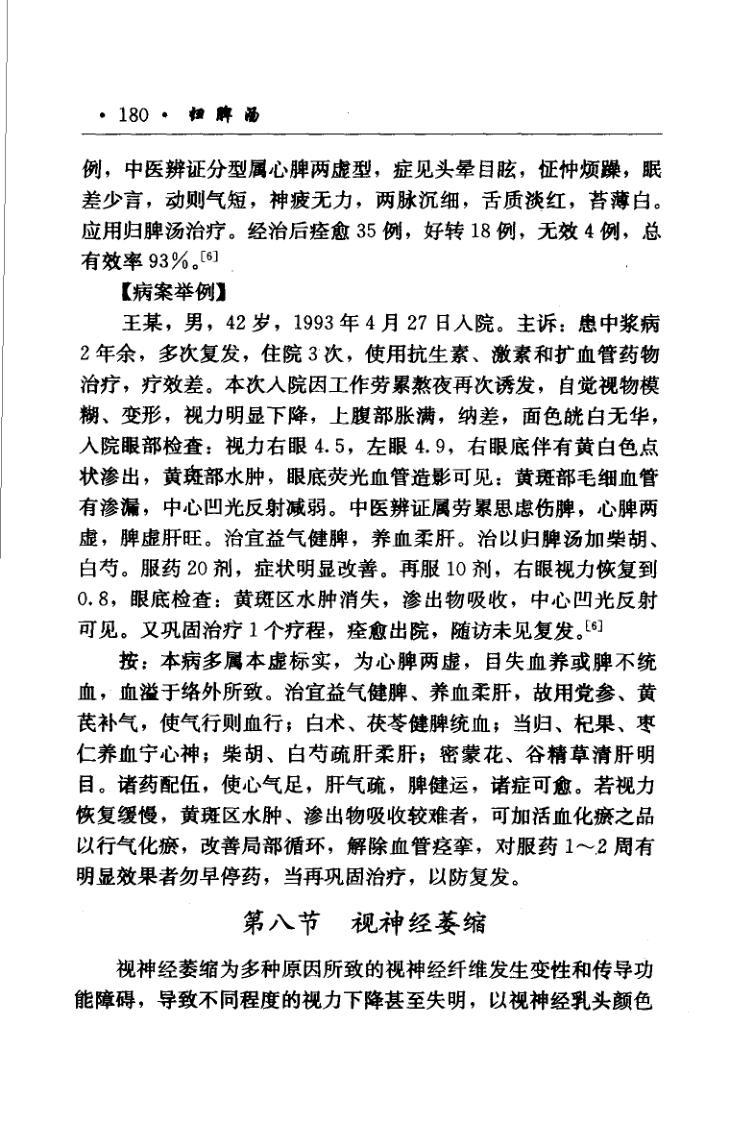 · 180 · 归脾汤
例，中医辨证分型属心脾两虚型，症见头晕目眩，怔忡烦躁，眠
差少言，动则气短，神疲无力，两脉沉细，舌质淡红，苔薄白。
应用归脾汤治疗。经治后痊愈 35 例，好转 18 例，无效 4 例，总
有效率 93%。[6]
【病案举例】
王某，男，42 岁，1993 年 4 月 27 日入院。主诉：患中浆病
2 年余，多次复发，住院 3 次，使用抗生素、激素和扩血管药物
治疗，疗效差。本次入院因工作劳累熬夜再次诱发，自觉视物模
糊、变形，视力明显下降，上腹部胀满，纳差，面色㿠白无华，
入院眼部检查：视力右眼 4.5，左眼 4.9，右眼底伴有黄白色点
状渗出，黄斑部水肿，眼底荧光血管造影可见：黄斑部毛细血管
有渗漏，中心凹光反射减弱。中医辨证属劳累思虑伤脾，心脾两
虚，脾虚肝旺。治宜益气健脾，养血柔肝。治以归脾汤加柴胡、
白芍。服药 20 剂，症状明显改善。再服 10 剂，右眼视力恢复到
0.8，眼底检查：黄斑区水肿消失，渗出物吸收，中心凹光反射
可见。又巩固治疗 1 个疗程，痊愈出院，随访未见复发。[6]
按：本病多属本虚标实，为心脾两虚，目失血养或脾不统
血，血溢于络外所致。治宜益气健脾、养血柔肝，故用党参、黄
芪补气，使气行则血行；白术、茯苓健脾统血；当归、杞果、枣
仁养血宁心神；柴胡、白芍疏肝柔肝；密蒙花、谷精草清肝明
目。诸药配伍，使心气足，肝气疏，脾健运，诸症可愈。若视力
恢复缓慢，黄斑区水肿、渗出物吸收较难者，可加活血化瘀之品
以行气化瘀，改善局部循环，解除血管痉挛，对服药 1～2 周有
明显效果者勿早停药，当再巩固治疗，以防复发。
第八节 视神经萎缩
视神经萎缩为多种原因所致的视神经纤维发生变性和传导功
能障碍，导致不同程度的视力下降甚至失明，以视神经乳头颜色